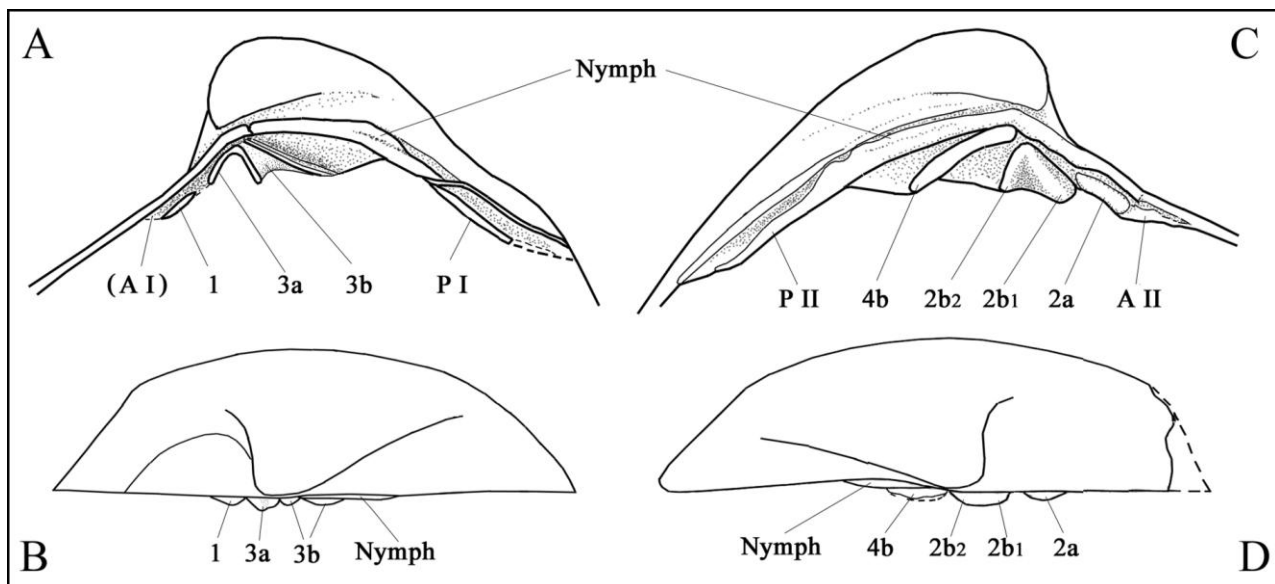 A
C
Nymph
(A I) 1 3a 3b P I
P II 4b 2b2 2b1 2a A II
1 3a 3b Nymph
Nymph 4b 2b2 2b1 2a
B
D